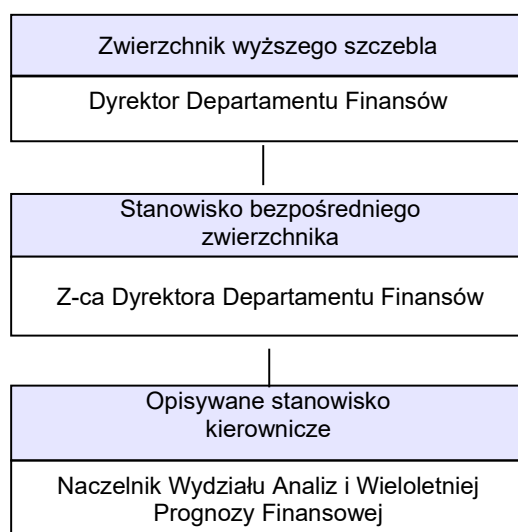 Zwierzchnik wyższego szczebla
Dyrektor Departamentu Finansów
Stanowisko bezpośredniego
zwierzchnika
Z-ca Dyrektora Departamentu Finansów
Opisywane stanowisko
kierownicze
Naczelnik Wydziału Analiz i Wieloletniej
Prognozy Finansowej